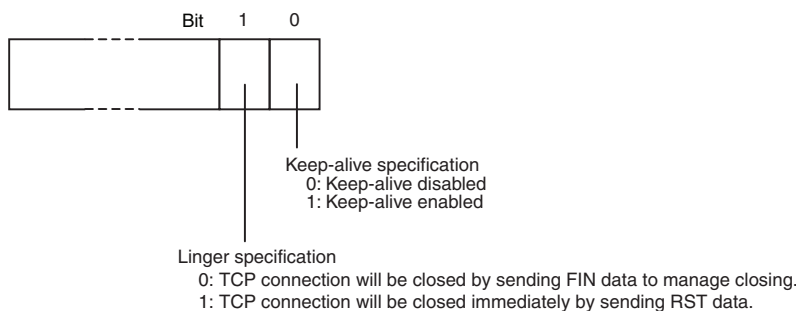 Bit 1 0
Keep-alive specification
0: Keep-alive disabled
1: Keep-alive enabled
Linger specification
0: TCP connection will be closed by sending FIN data to manage closing.
1: TCP connection will be closed immediately by sending RST data.